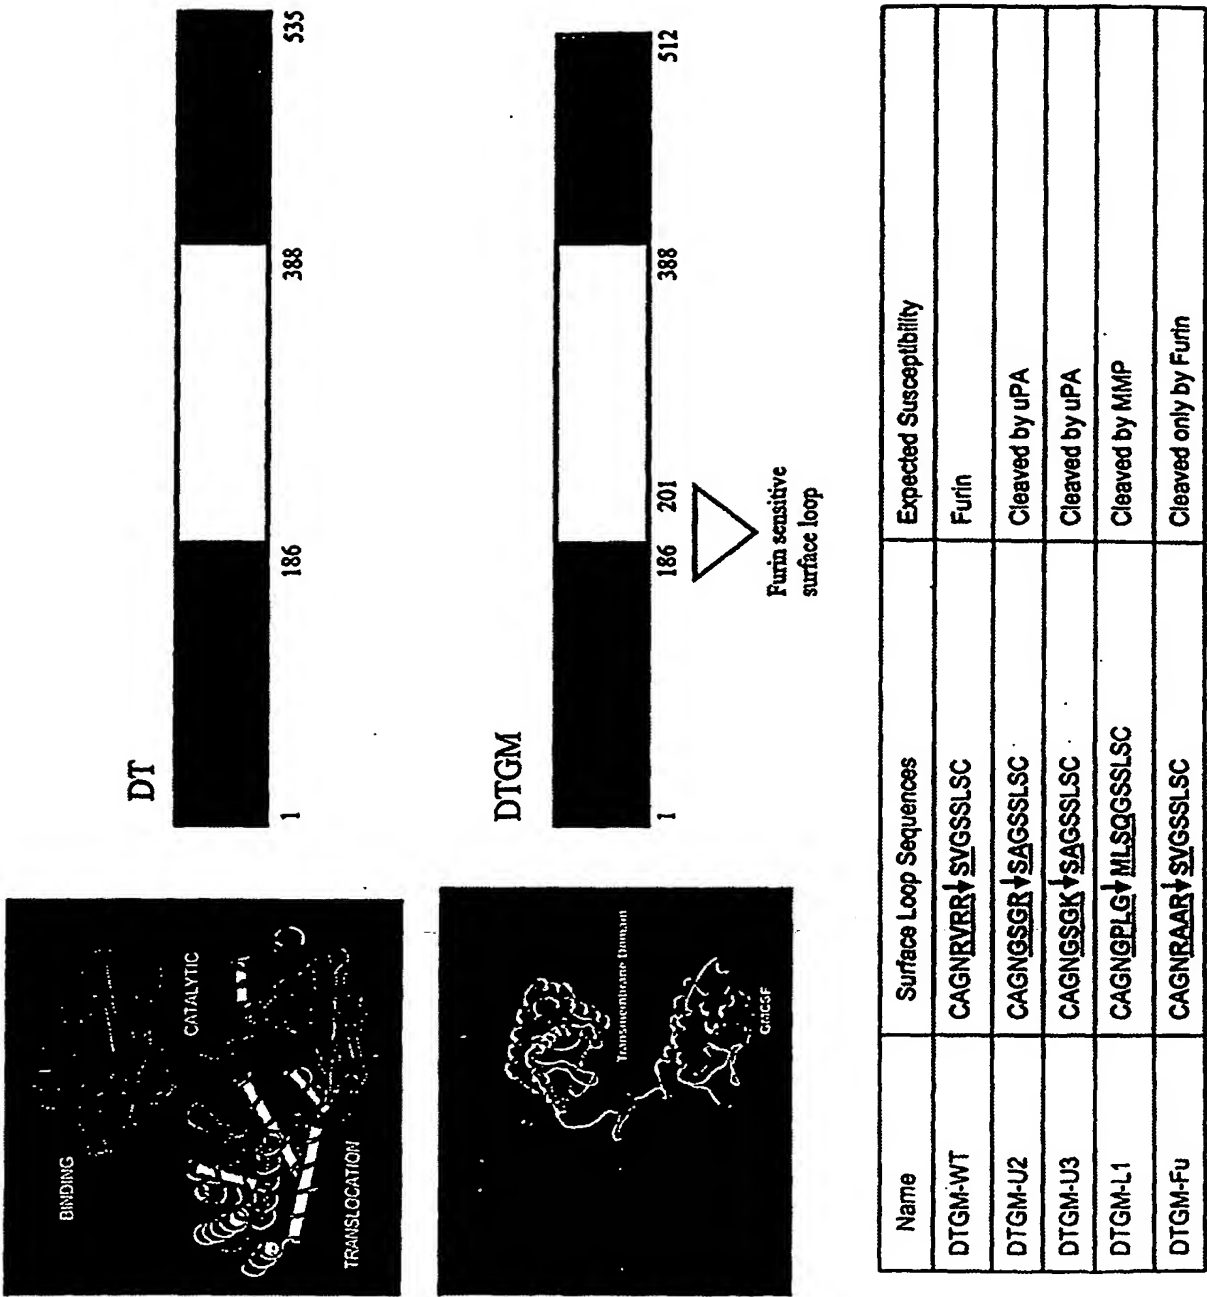 BINDING
CATALYTIC
TRANSLOCATION
DT
1
186
388
535
Transmembrane Domain
GMCSF
DTGM
1
186
201
388
512
Furin sensitive
surface loop
Name
Surface Loop Sequences
Expected Susceptibility
DTGM-WT
CAGNRVRR↓SVGSSLSC
Furin
DTGM-U2
CAGNGSGR↓SAGSSLSC
Cleaved by uPA
DTGM-U3
CAGNGSGK↓SAGSSLSC
Cleaved by uPA
DTGM-L1
CAGNGPLG↓MLSQGSSLSC
Cleaved by MMP
DTGM-Fu
CAGNRAAR↓SVGSSLSC
Cleaved only by Furin